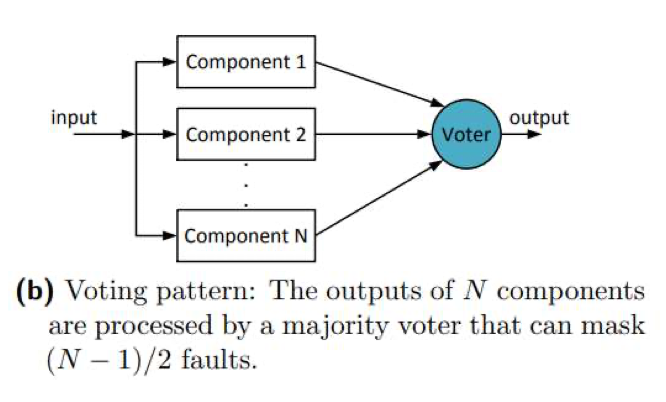 Component 1
input
Component 2
Voter
output
Component N
(b) Voting pattern: The outputs of N components
are processed by a majority voter that can mask
(N − 1)/2 faults.